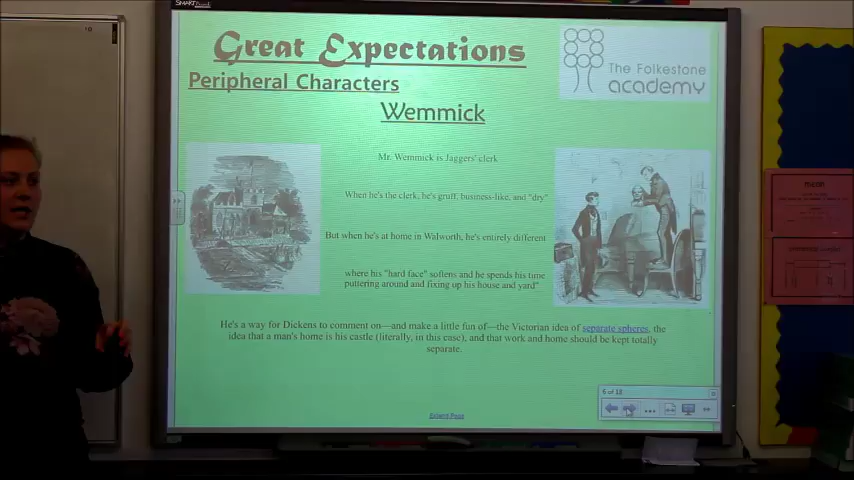 SMART
Great Expectations
Peripheral Characters
The Folkestone
academy
Wemmick
Mr. Wemmick is Jaggers' clerk
When he's the clerk, he's gruff, business-like, and "dry"
But when he's at home in Walworth, he's entirely different
where his "hard face" softens and he spends his time
puttering around and fixing up his house and yard"
He's a way for Dickens to comment on—and make a little fun of—the Victorian idea of separate spheres, the
idea that a man's home is his castle (literally, in this case), and that work and home should be kept totally
separate.
6 of 18